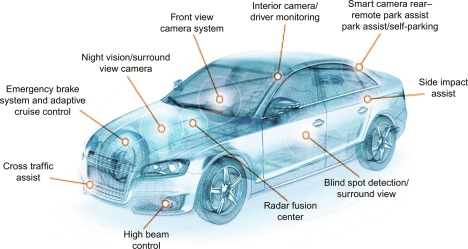 Interior camera/
driver monitoring
Smart camera rear–
remote park assist
park assist/self-parking
Front view
camera system
Night vision/surround
view camera
Side impact
assist
Emergency brake
system and adaptive
cruise control
Cross traffic
assist
Blind spot detection/
surround view
Radar fusion
center
High beam
control